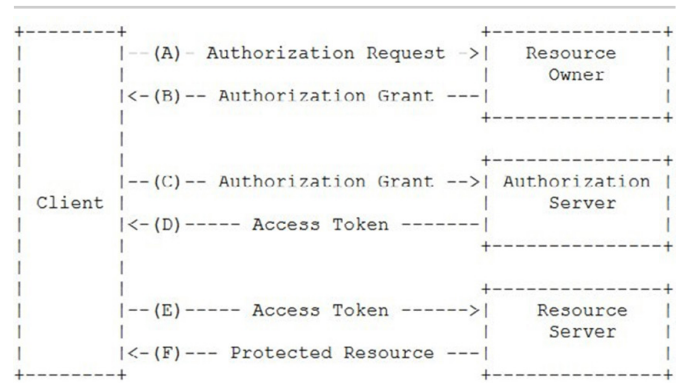 (A) Authorization Request
Resource
Owner
(B) Authorization Grant
(C) Authorization Grant
Authorization
Server
Client
(D) Access Token
(E) Access Token
Resource
Server
(F) Protected Resource